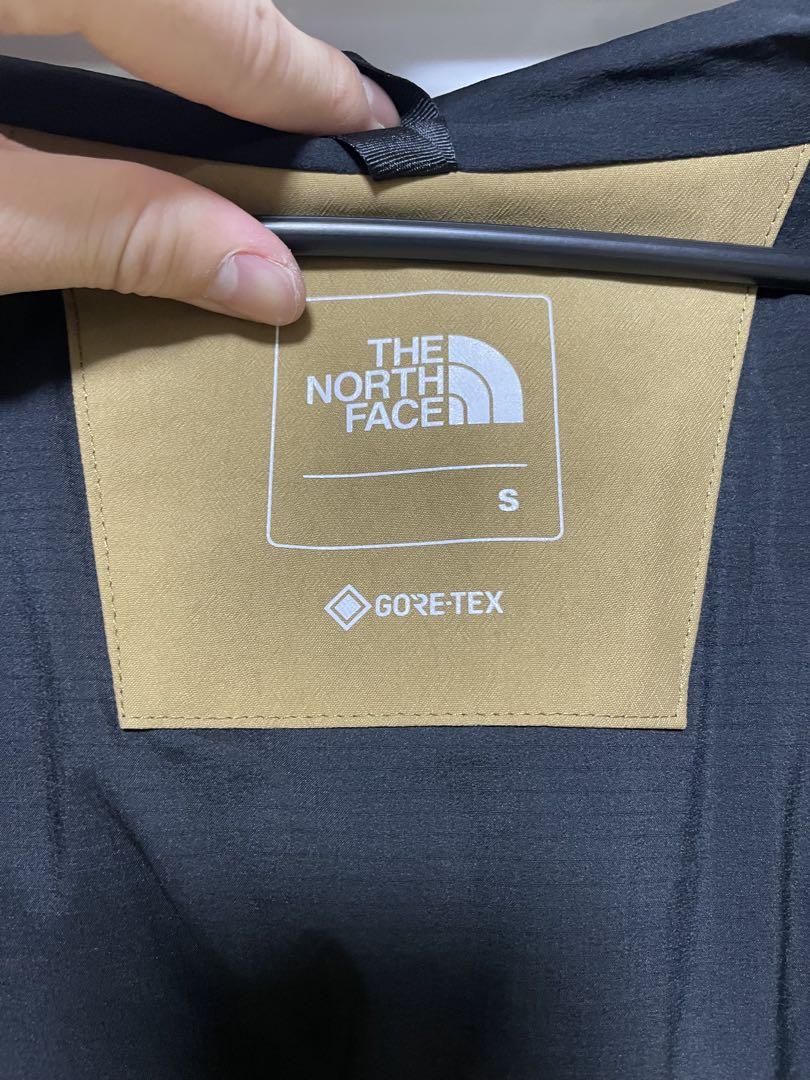 THE
NORTH
FACE
S
GORE-TEX